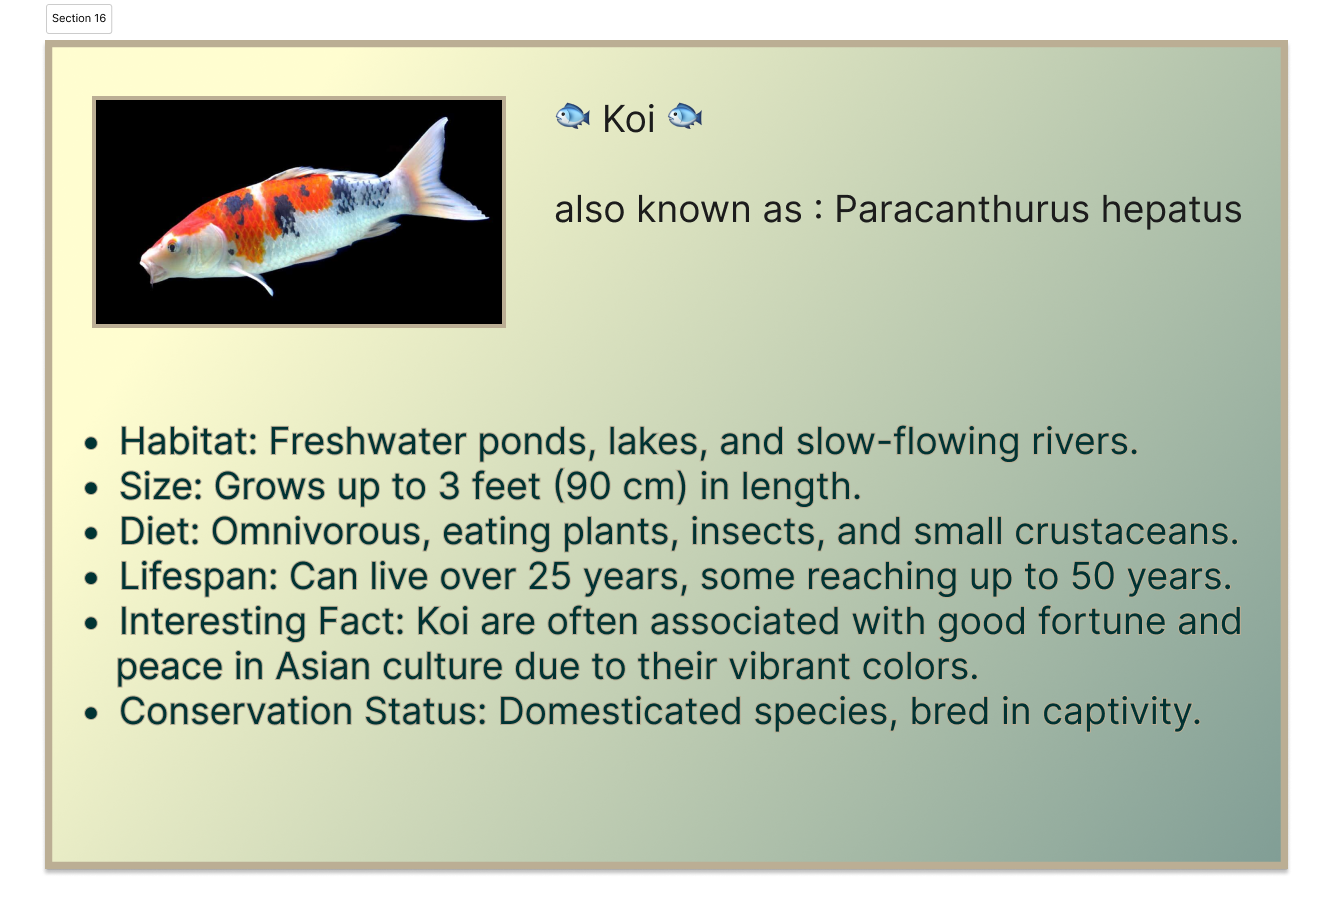 Section 16
🐟 Koi 🐟
also known as : Paracanthurus hepatus
• Habitat: Freshwater ponds, lakes, and slow-flowing rivers.
• Size: Grows up to 3 feet (90 cm) in length.
• Diet: Omnivorous, eating plants, insects, and small crustaceans.
• Lifespan: Can live over 25 years, some reaching up to 50 years.
• Interesting Fact: Koi are often associated with good fortune and
peace in Asian culture due to their vibrant colors.
• Conservation Status: Domesticated species, bred in captivity.